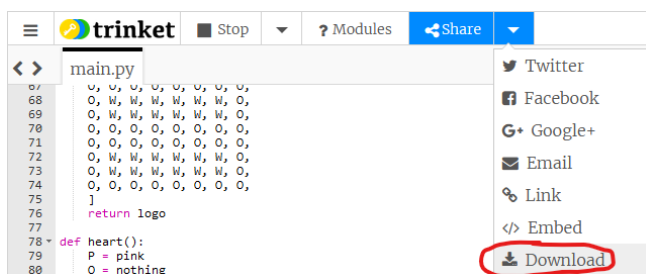 trinket Stop ? Modules Share
< > main.py
67 O, O, O, O, O, O, O, O,
68 O, W, W, W, W, W, W, O,
69 O, W, W, W, W, W, W, O,
70 O, O, O, O, O, O, O, O,
71 O, O, O, O, O, O, O, O,
72 O, W, W, W, W, W, W, O,
73 O, W, W, W, W, W, W, O,
74 O, O, O, O, O, O, O, O,
75 ]
76 return logo
77
78 def heart():
79 P = pink
80 O = nothing
Twitter
Facebook
G+ Google+
Email
Link
</> Embed
Download